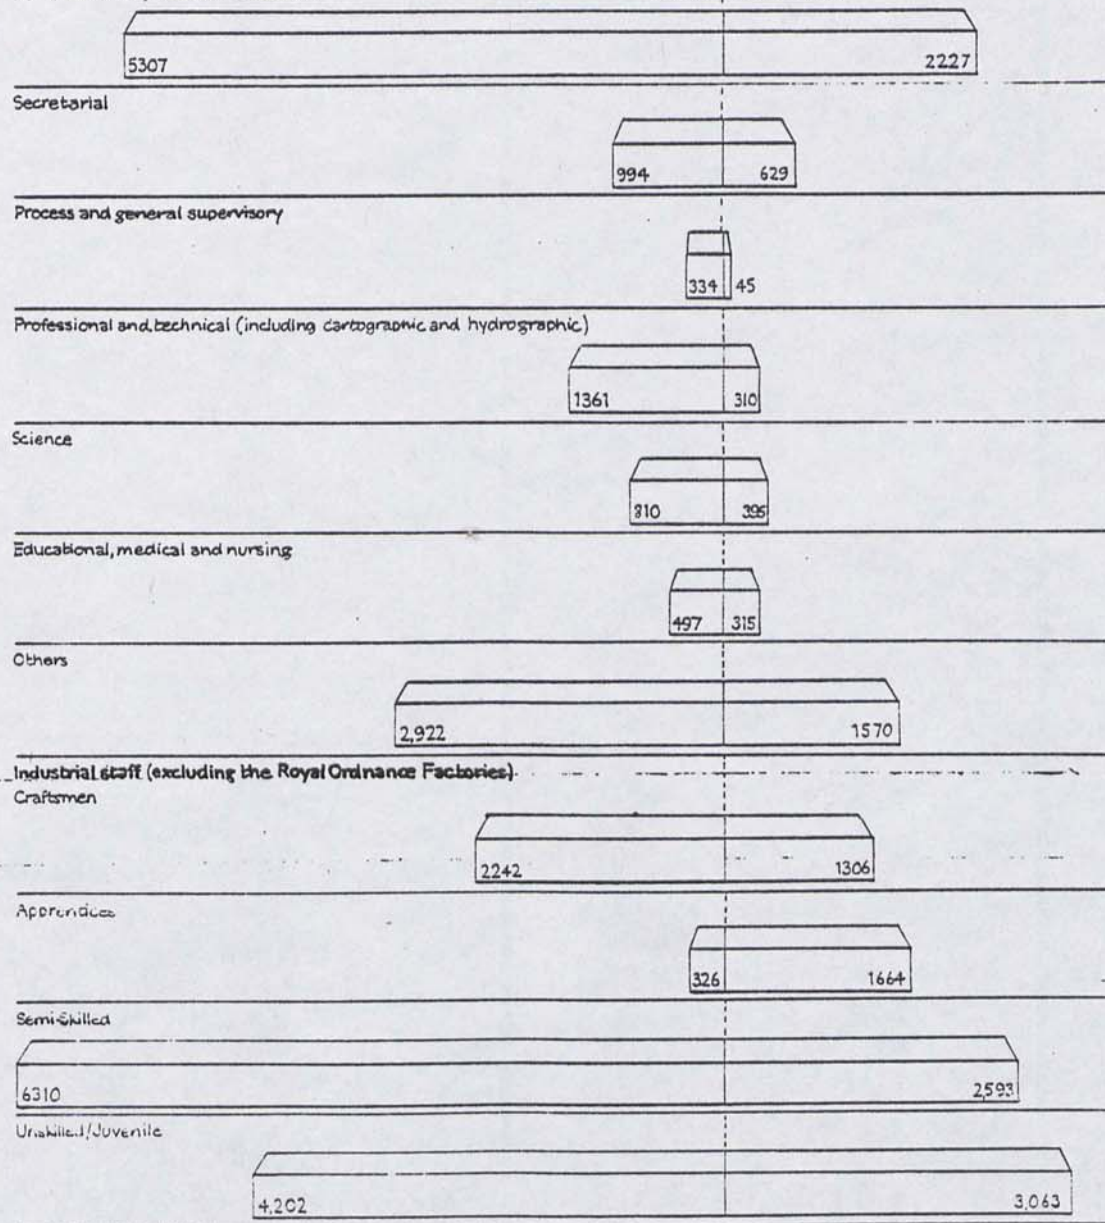 5307 2227
Secretarial
994 629
Process and general supervisory
334 45
Professional and technical (including cartographic and hydrographic)
1361 310
Science
810 395
Educational, medical and nursing
497 315
Others
2,922 1570
Industrial staff (excluding the Royal Ordnance Factories)
Craftsmen
2242 1306
Apprentices
326 1664
Semi-Skilled
6310 2,593
Unskilled/Juvenile
4,202 3,063